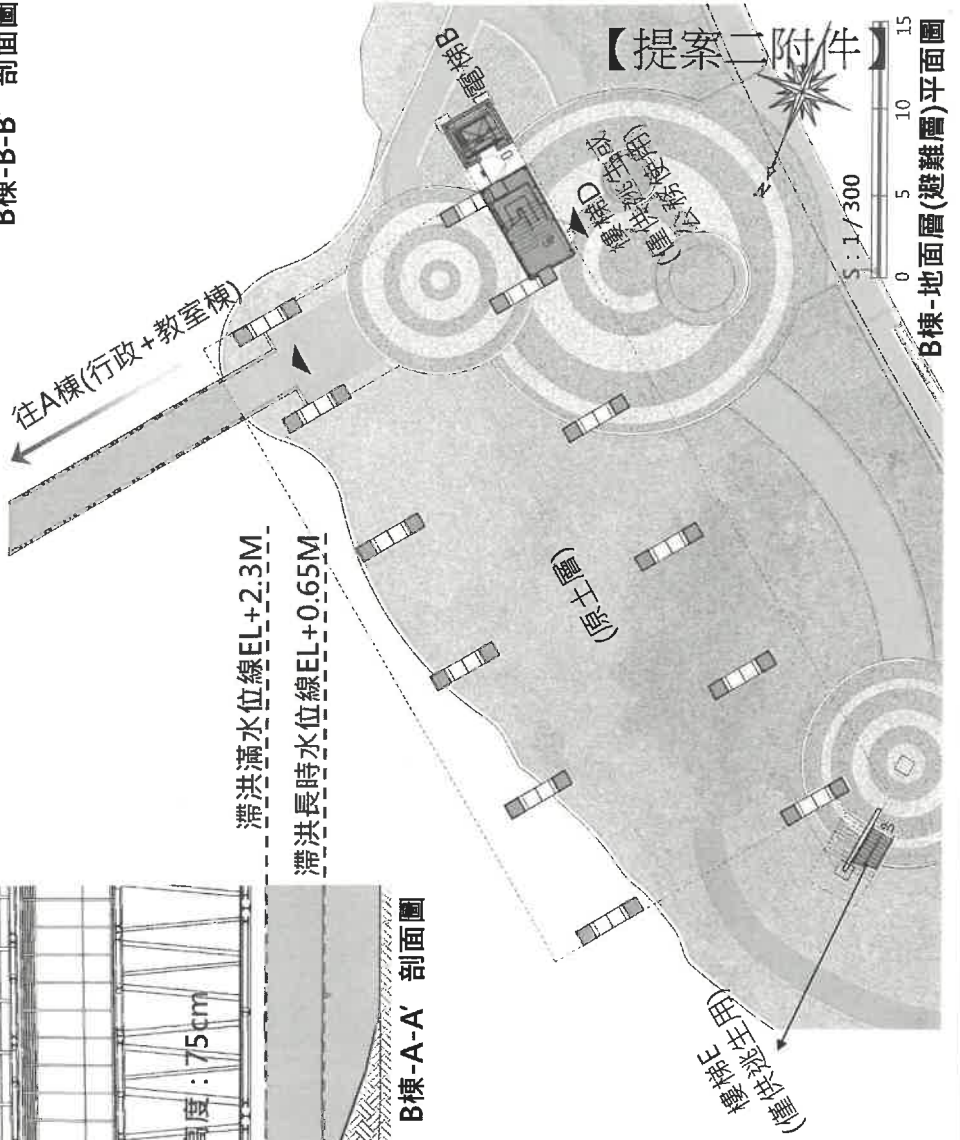 【提案二附件】
B棟-B-B' 剖面圖
往A棟(行政+教室棟)
電梯B
樓梯D
(僅供逃生或
公務使用)
滯洪滿水位線EL+2.3M
滯洪長時水位線EL+0.65M
度：75cm
B棟-A-A' 剖面圖
(原土層)
樓梯E
(僅供逃生用)
N
S：1／300
0 5 10 15
B棟-地面層(避難層)平面圖